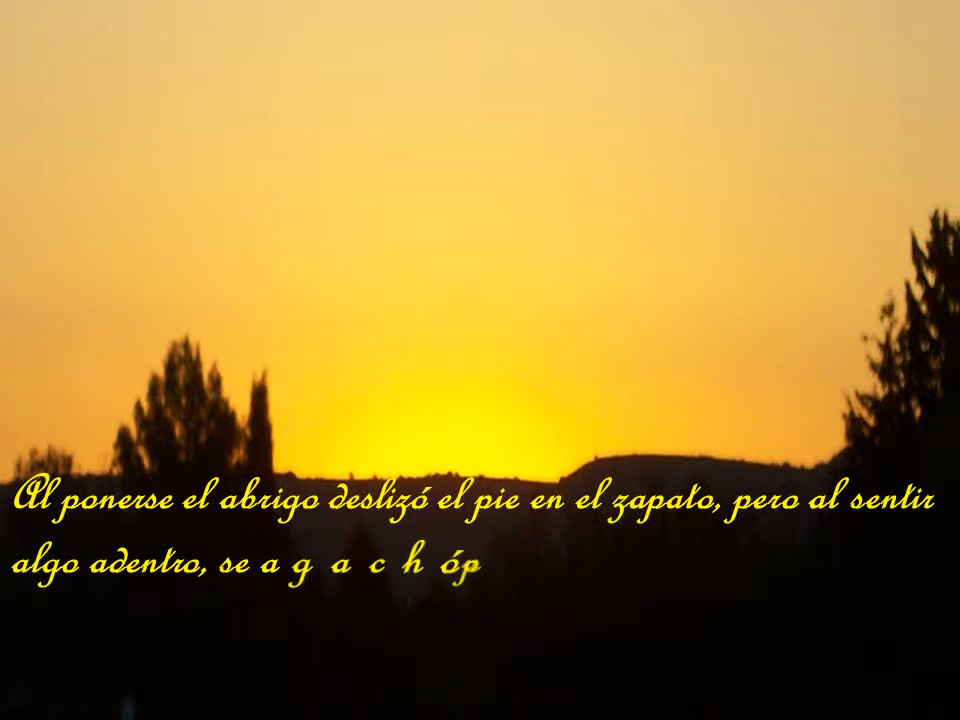 Al ponerse el abrigo deslizó el pie en el zapato, pero al sentir
algo adentro, se a g a c h óp